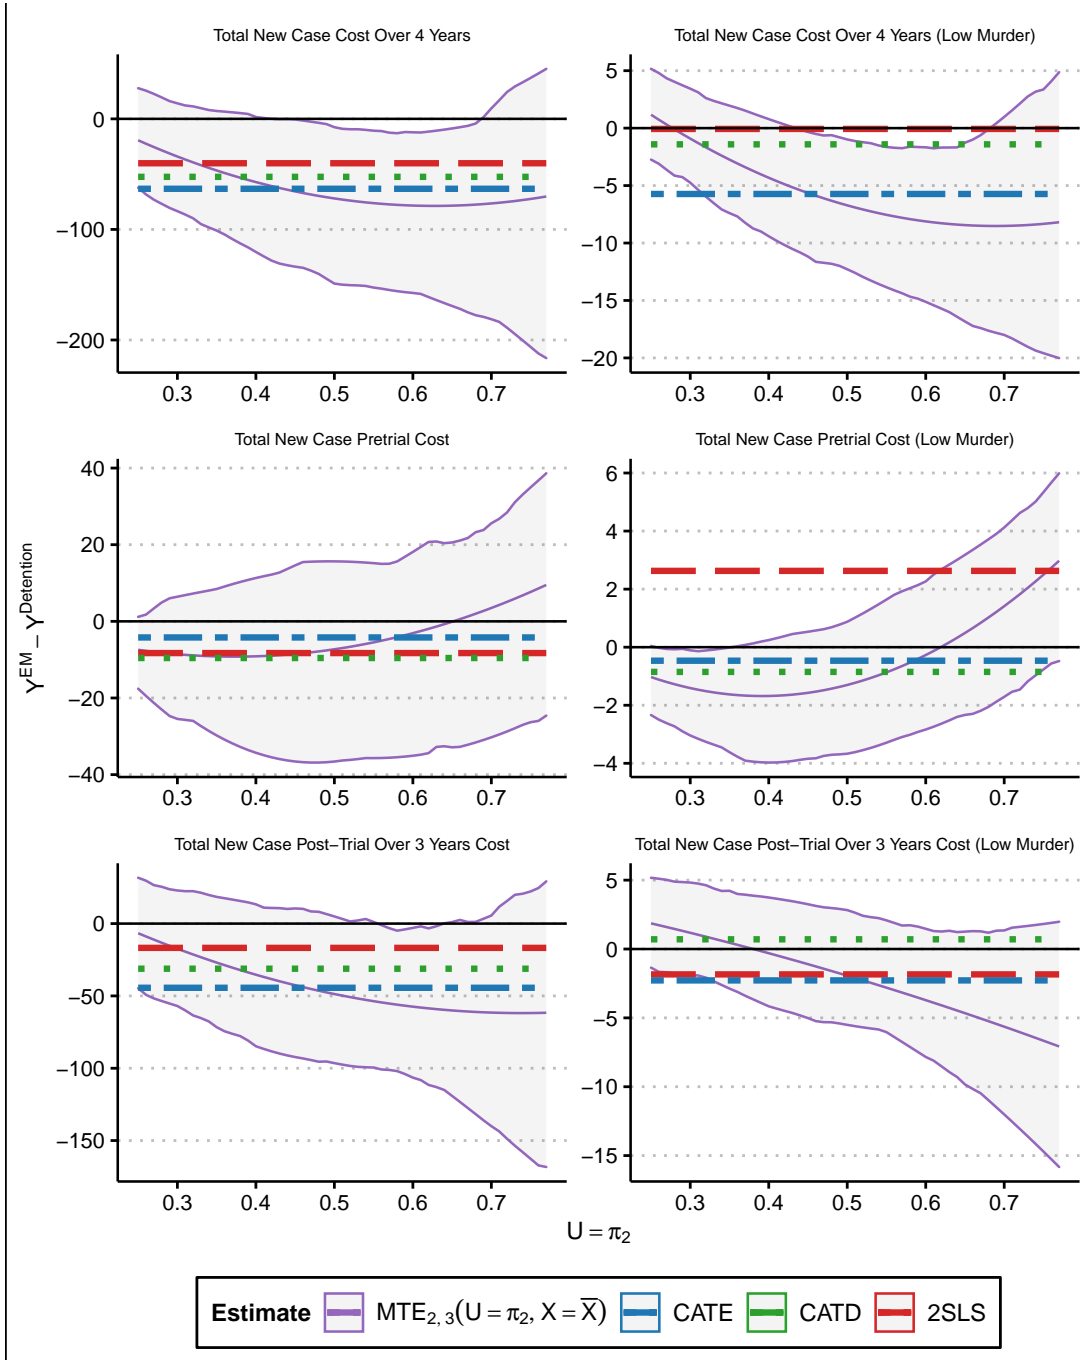 Total New Case Cost Over 4 Years
Total New Case Cost Over 4 Years (Low Murder)
0
−100
−200
0.3 0.4 0.5 0.6 0.7
5
0
−5
−10
−15
−20
0.3 0.4 0.5 0.6 0.7
Total New Case Pretrial Cost
Total New Case Pretrial Cost (Low Murder)
40
20
0
−20
−40
0.3 0.4 0.5 0.6 0.7
6
4
2
0
−2
−4
0.3 0.4 0.5 0.6 0.7
Y^EM − Y^Detention
Total New Case Post−Trial Over 3 Years Cost
Total New Case Post−Trial Over 3 Years Cost (Low Murder)
0
−50
−100
−150
0.3 0.4 0.5 0.6 0.7
5
0
−5
−10
−15
0.3 0.4 0.5 0.6 0.7
U = π₂
Estimate MTE₂, ₃(U = π₂, X = X̅) CATE CATD 2SLS